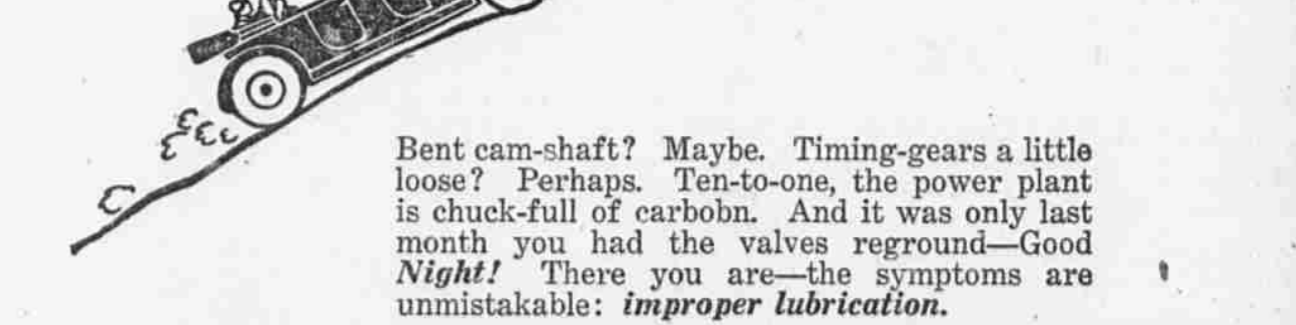 Bent cam-shaft? Maybe. Timing-gears a little
loose? Perhaps. Ten-to-one, the power plant
is chuck-full of carbobn. And it was only last
month you had the valves reground—Good
Night! There you are—the symptoms are
unmistakable: improper lubrication.